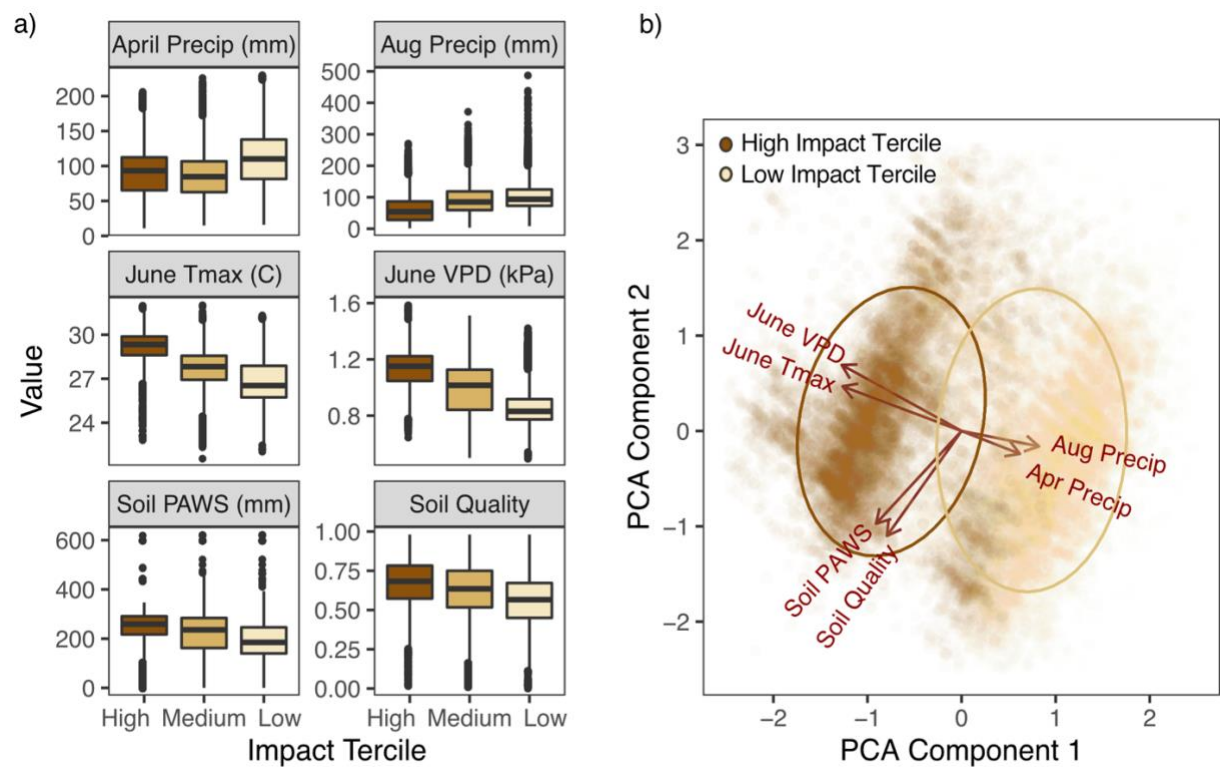 a)
April Precip (mm)
Aug Precip (mm)
200
150
100
50
0
500
400
300
200
100
0
June Tmax (C)
June VPD (kPa)
30
27
24
1.6
1.2
0.8
Value
Soil PAWS (mm)
Soil Quality
600
400
200
0
1.00
0.75
0.50
0.25
0.00
High Medium Low
High Medium Low
Impact Tercile
b)
High Impact Tercile
Low Impact Tercile
3
2
1
0
−1
−2
PCA Component 2
June VPD
June Tmax
Aug Precip
Apr Precip
Soil PAWS
Soil Quality
−2
−1
0
1
2
PCA Component 1